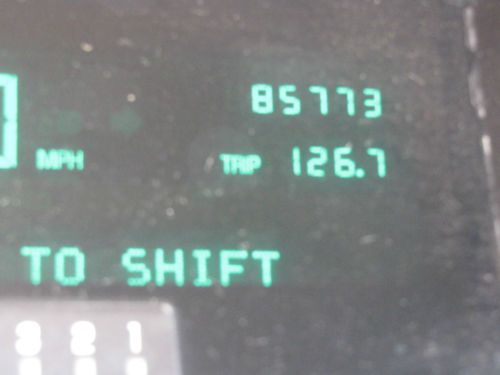 85773
MPH TRIP 126.7
TO SHIFT
3 2 1